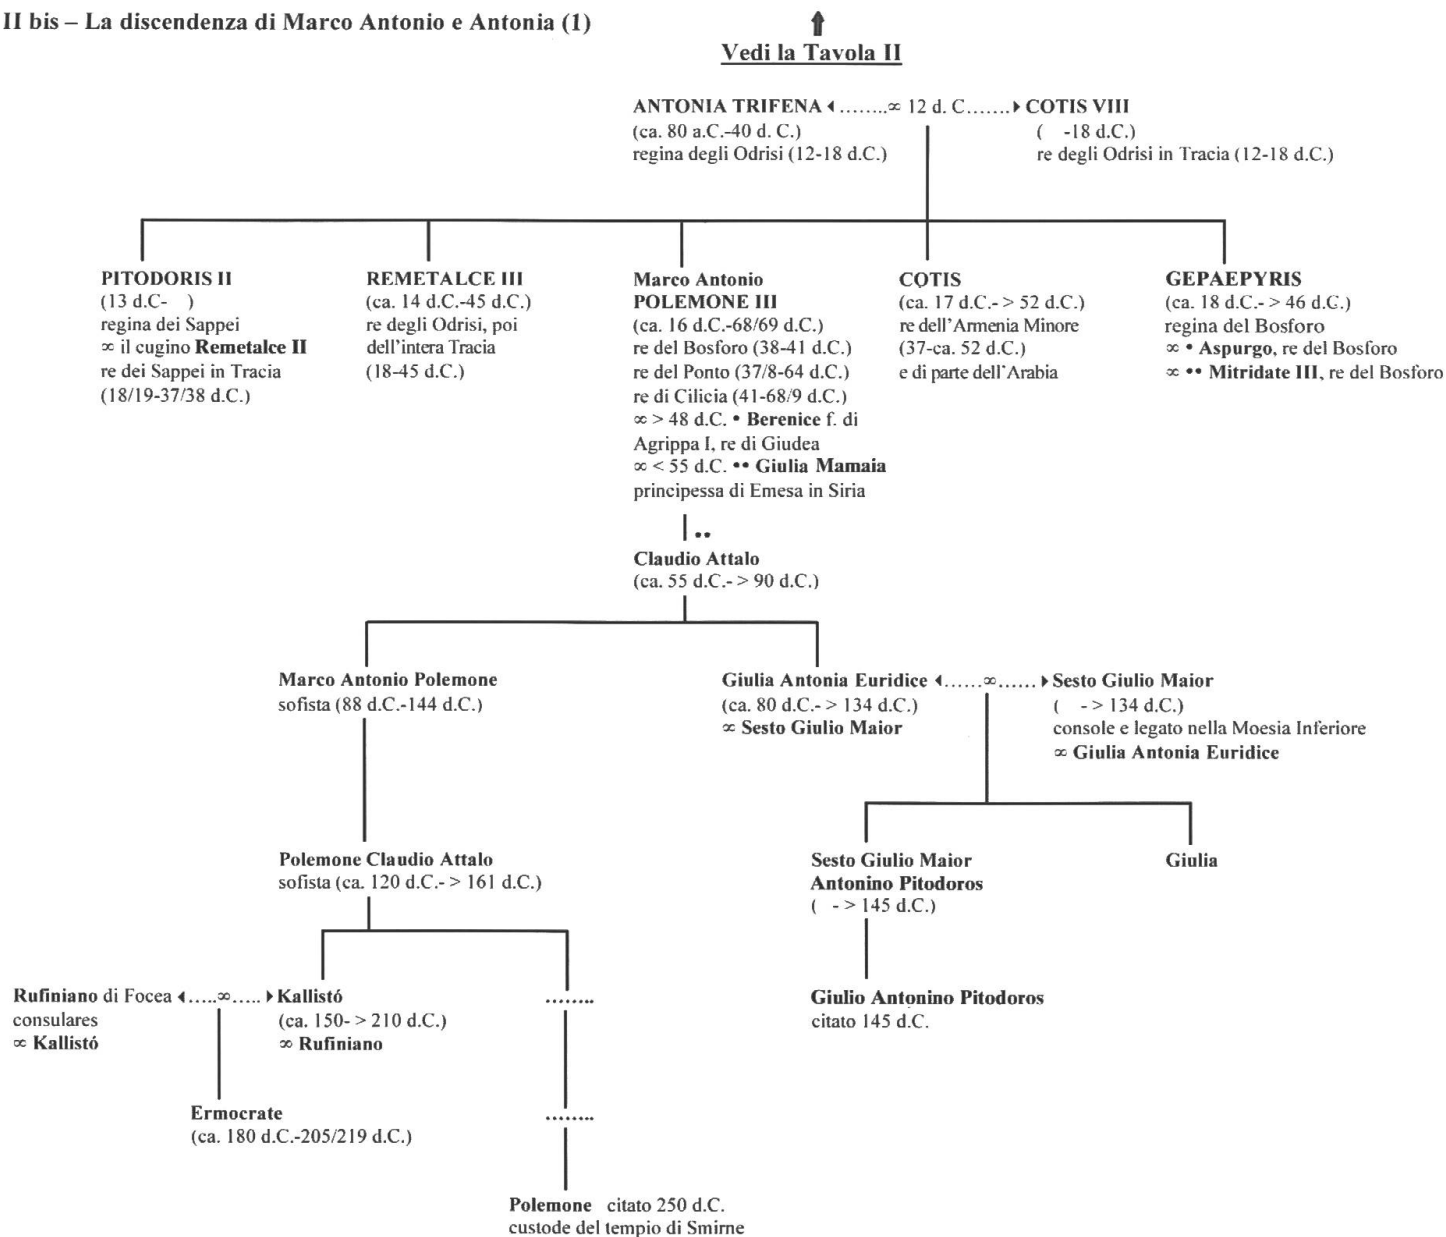 II bis – La discendenza di Marco Antonio e Antonia (1)
Vedi la Tavola II
ANTONIA TRIFENA ◄ ........∞ 12 d. C.......► COTIS VIII
(ca. 80 a.C.-40 d. C.)
regina degli Odrisi (12-18 d.C.)
(    -18 d.C.)
re degli Odrisi in Tracia (12-18 d.C.)
PITODORIS II
(13 d.C-    )
regina dei Sappei
∞ il cugino Remetalce II
re dei Sappei in Tracia
(18/19-37/38 d.C.)
REMETALCE III
(ca. 14 d.C.-45 d.C.)
re degli Odrisi, poi
dell'intera Tracia
(18-45 d.C.)
Marco Antonio
POLEMONE III
(ca. 16 d.C.-68/69 d.C.)
re del Bosforo (38-41 d.C.)
re del Ponto (37/8-64 d.C.)
re di Cilicia (41-68/9 d.C.)
∞ > 48 d.C. • Berenice f. di
Agrippa I, re di Giudea
∞ < 55 d.C. •• Giulia Mamaia
principessa di Emesa in Siria
COTIS
(ca. 17 d.C.- > 52 d.C.)
re dell'Armenia Minore
(37-ca. 52 d.C.)
e di parte dell'Arabia
GEPAEPYRIS
(ca. 18 d.C.- > 46 d.C.)
regina del Bosforo
∞ • Aspurgo, re del Bosforo
∞ •• Mitridate III, re del Bosforo
••
Claudio Attalo
(ca. 55 d.C.- > 90 d.C.)
Marco Antonio Polemone
sofista (88 d.C.-144 d.C.)
Giulia Antonia Euridice ◄......∞......► Sesto Giulio Maior
(ca. 80 d.C.- > 134 d.C.)
∞ Sesto Giulio Maior
(    - > 134 d.C.)
console e legato nella Moesia Inferiore
∞ Giulia Antonia Euridice
Polemone Claudio Attalo
sofista (ca. 120 d.C.- > 161 d.C.)
Sesto Giulio Maior
Antonino Pitodoros
(    - > 145 d.C.)
Giulia
Rufiniano di Focea ◄.....∞.....► Kallistó
consulares
∞ Kallistó
(ca. 150- > 210 d.C.)
∞ Rufiniano
........
Giulio Antonino Pitodoros
citato 145 d.C.
Ermocrate
(ca. 180 d.C.-205/219 d.C.)
........
Polemone   citato 250 d.C.
custode del tempio di Smirne